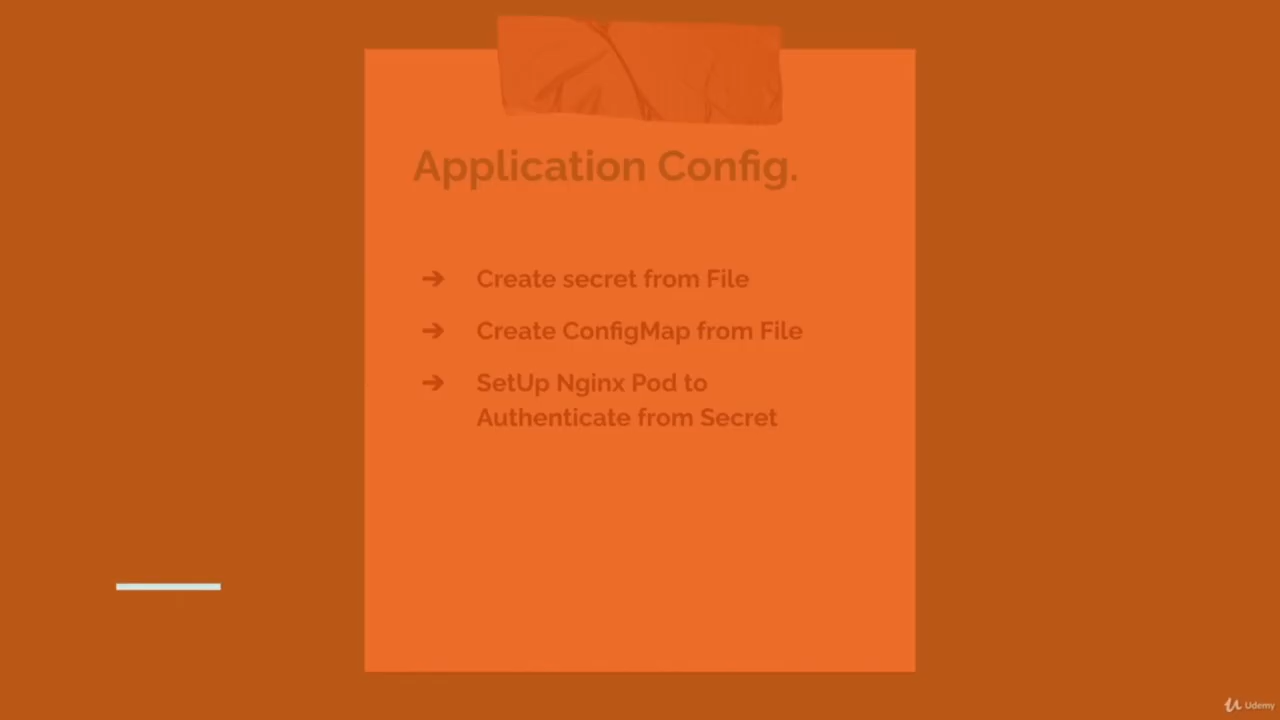 Application Config.
➔ Create secret from File
➔ Create ConfigMap from File
➔ SetUp Nginx Pod to
Authenticate from Secret
Udemy